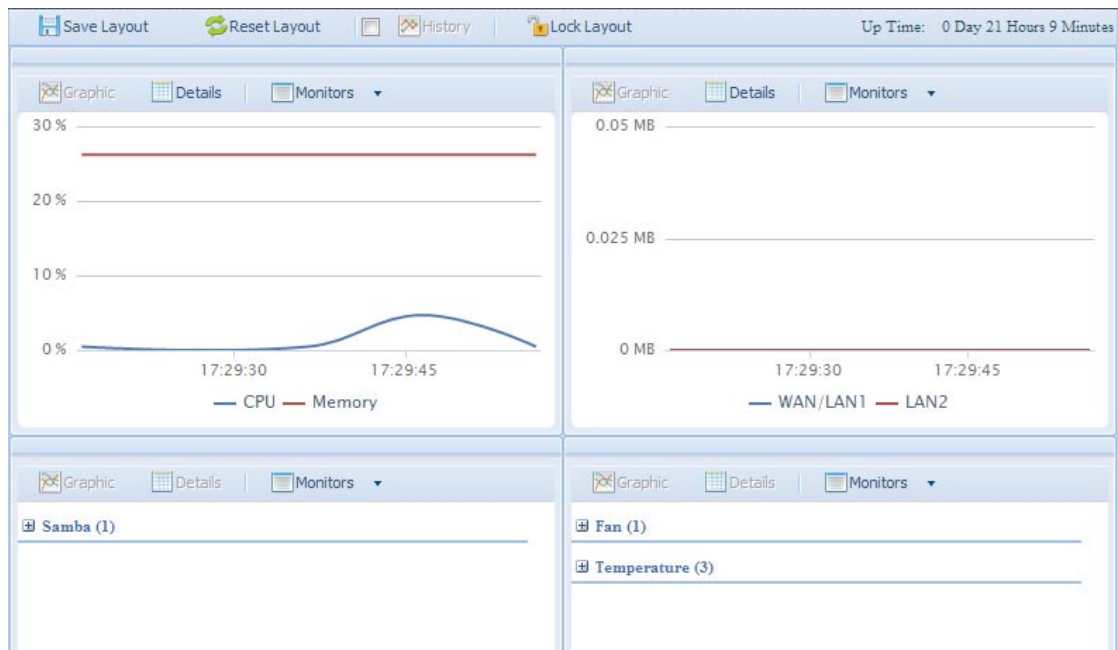 Save Layout Reset Layout History Lock Layout Up Time: 0 Day 21 Hours 9 Minutes
Graphic Details Monitors
30 %
20 %
10 %
0 %
17:29:30 17:29:45
CPU Memory
Graphic Details Monitors
0.05 MB
0.025 MB
0 MB
17:29:30 17:29:45
WAN/LAN1 LAN2
Graphic Details Monitors
Samba (1)
Graphic Details Monitors
Fan (1)
Temperature (3)